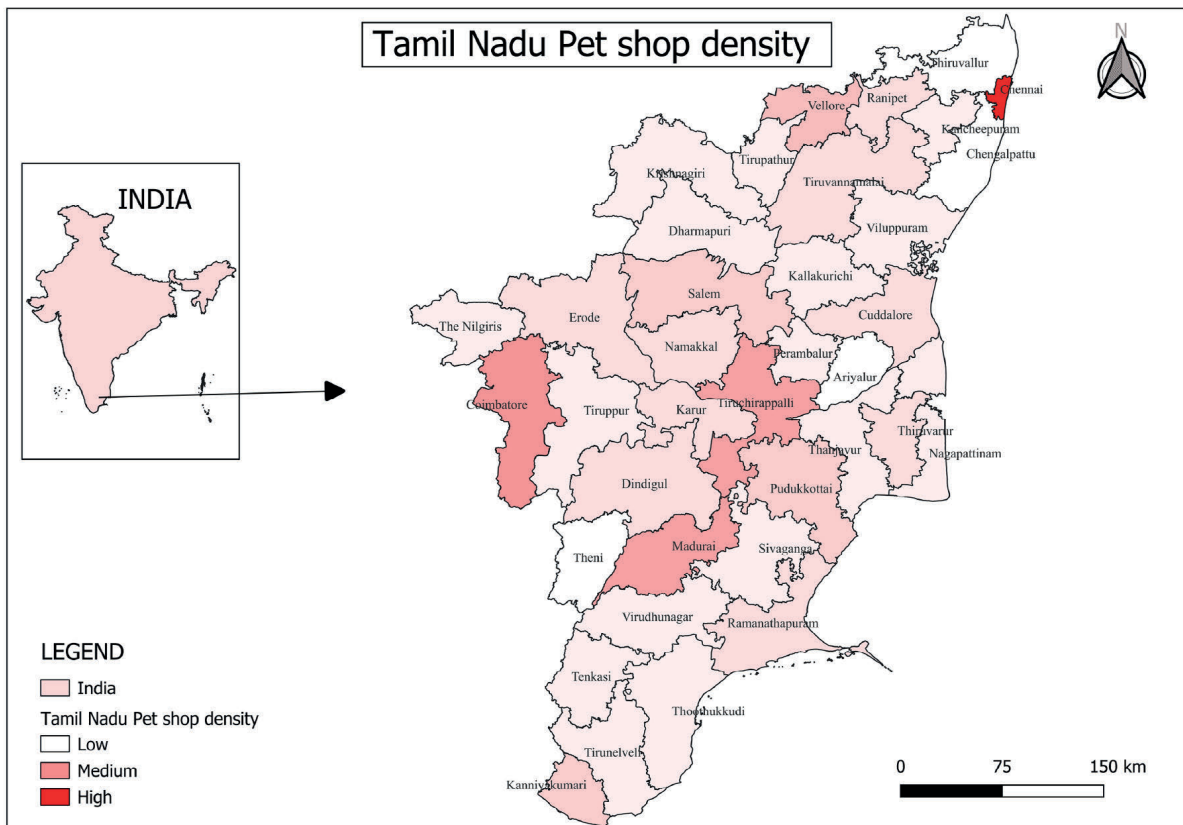 Tamil Nadu Pet shop density
N
INDIA
Thiruvallur
Chennai
Vellore
Ranipet
Kancheepuram
Chengalpattu
Tirupathur
Krishnagiri
Tiruvannamalai
Dharmapuri
Viluppuram
Kallakurichi
Salem
The Nilgiris
Erode
Cuddalore
Namakkal
Perambalur
Ariyalur
Coimbatore
Tiruppur
Karur
Tiruchirappalli
Thiruvarur
Thanjavur
Nagapattinam
Dindigul
Pudukkottai
Madurai
Sivaganga
Theni
Virudhunagar
Ramanathapuram
Tenkasi
Thoothukkudi
Tirunelveli
Kanniyakumari
LEGEND
India
Tamil Nadu Pet shop density
Low
Medium
High
0 75 150 km